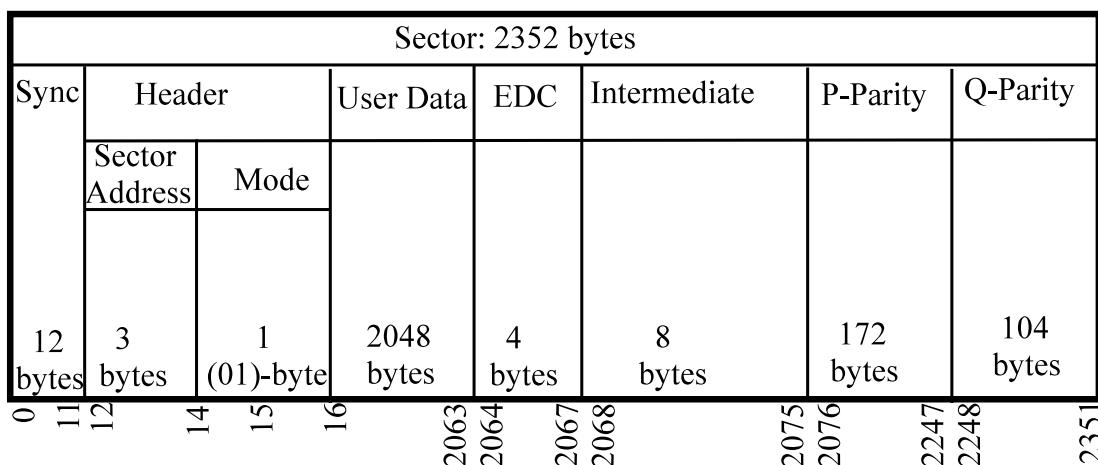 Sector: 2352 bytes
Sync
Header
User Data
EDC
Intermediate
P-Parity
Q-Parity
Sector
Address
Mode
12
bytes
3
bytes
1
(01)-byte
2048
bytes
4
bytes
8
bytes
172
bytes
104
bytes
0
11
12
14
15
16
2063
2064
2067
2068
2075
2076
2247
2248
2351